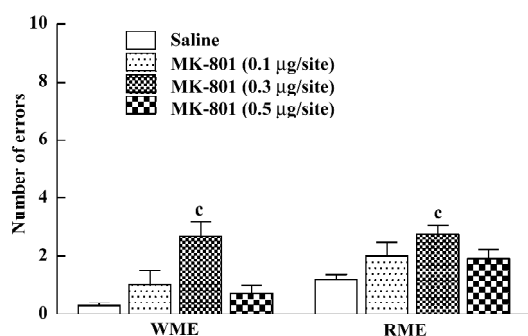 10
8
6
4
2
0
Number of errors
Saline
MK-801 (0.1 µg/site)
MK-801 (0.3 µg/site)
MK-801 (0.5 µg/site)
c
c
WME
RME